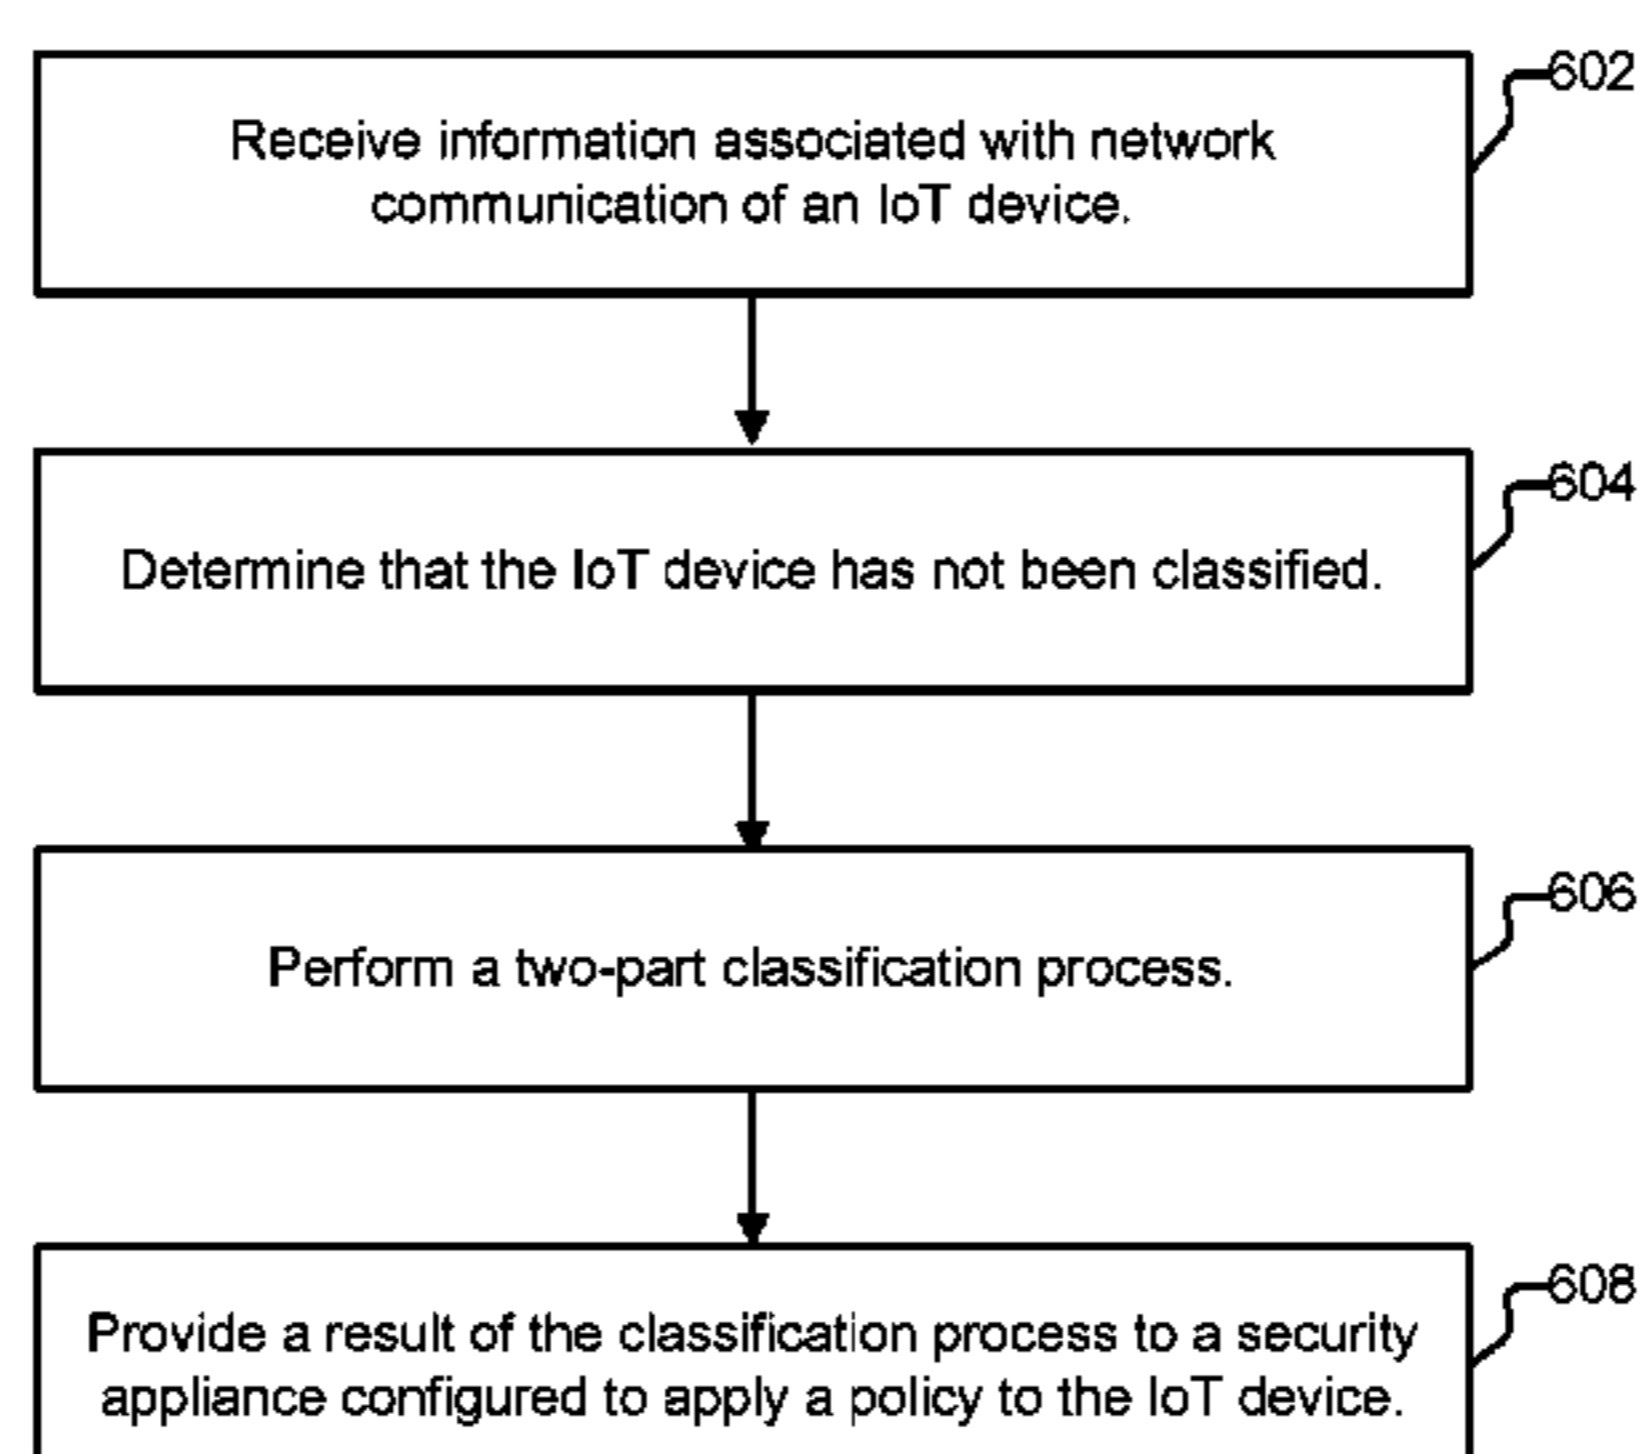 602
Receive information associated with network
communication of an IoT device.
604
Determine that the IoT device has not been classified.
606
Perform a two-part classification process.
608
Provide a result of the classification process to a security
appliance configured to apply a policy to the IoT device.